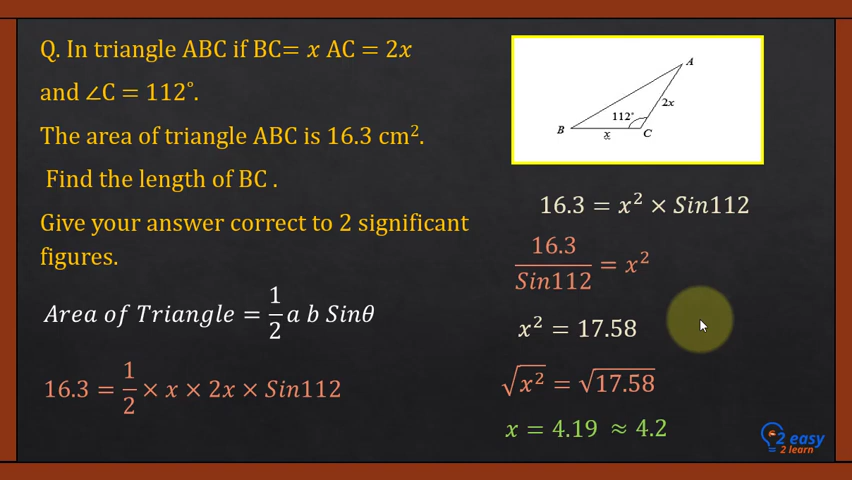 Q. In triangle ABC if BC= x AC = 2x
and ∠C = 112°.
The area of triangle ABC is 16.3 cm².
Find the length of BC .
Give your answer correct to 2 significant
figures.
Area of Triangle = 1/2 a b Sinθ
16.3 = 1/2 × x × 2x × Sin112
A
2x
112°
B
x
C
16.3 = x² × Sin112
16.3/Sin112 = x²
x² = 17.58
√x² = √17.58
x = 4.19 ≈ 4.2
2 easy
2 learn